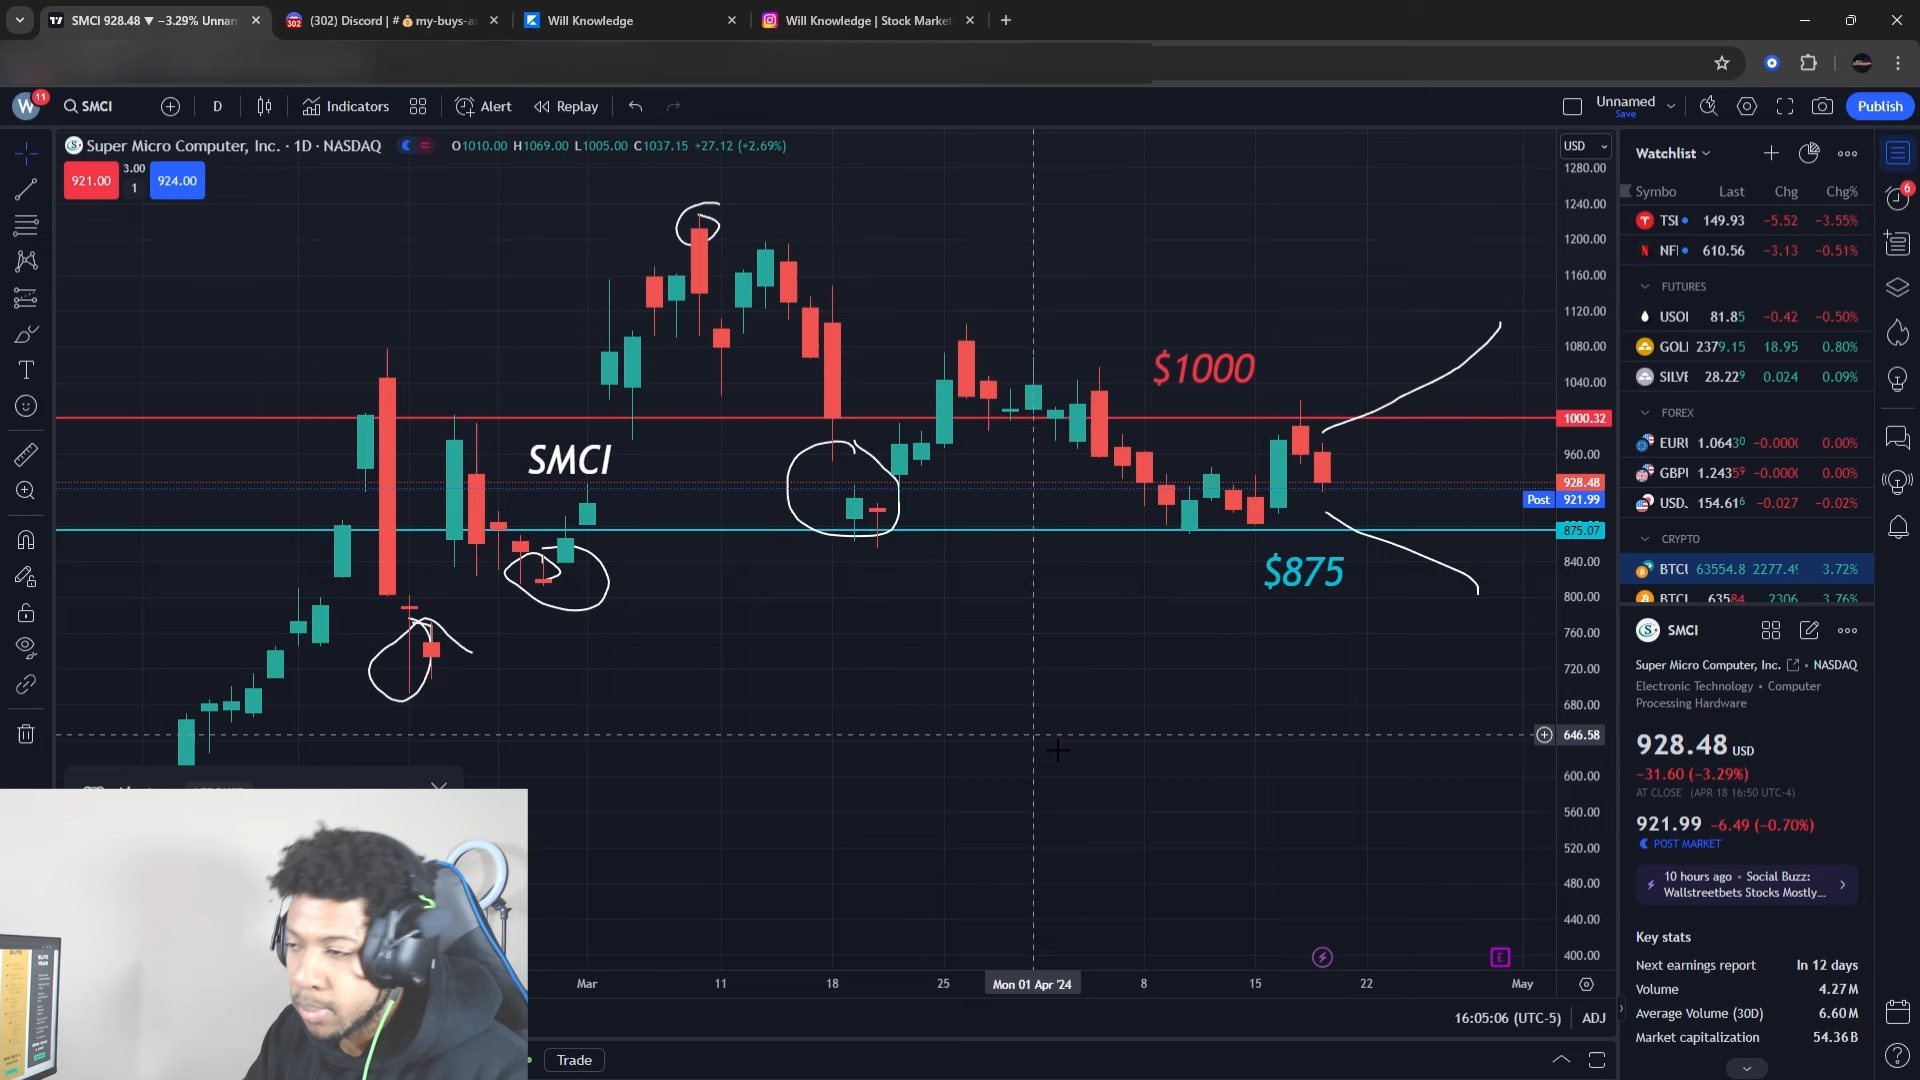 SMCI 928.48 ▼ −3.29% Unnam
(302) Discord | # 💰my-buys-a
Will Knowledge
Will Knowledge | Stock Market
W 11
SMCI
D
Indicators
Alert
Replay
Unnamed
Save
Publish
Super Micro Computer, Inc. · 1D · NASDAQ
O1010.00 H1069.00 L1005.00 C1037.15 +27.12 (+2.69%)
921.00
3.00
1
924.00
USD
1280.00
1240.00
1200.00
1160.00
1120.00
1080.00
1040.00
1000.32
960.00
928.48
Post 921.99
875.07
840.00
800.00
760.00
720.00
680.00
646.58
600.00
560.00
520.00
480.00
440.00
400.00
$1000
SMCI
$875
Mar
11
18
25
Mon 01 Apr '24
8
15
22
May
E
16:05:06 (UTC-5)
ADJ
Trade
Watchlist
Symbo Last Chg Chg%
TSI 149.93 −5.52 −3.55%
NFI 610.56 −3.13 −0.51%
FUTURES
USOI 81.85 −0.42 −0.50%
GOLI 2379.15 18.95 0.80%
SILVE 28.229 0.024 0.09%
FOREX
EURI 1.06430 −0.0000 0.00%
GBPI 1.24359 −0.0000 0.00%
USD. 154.616 −0.027 −0.02%
CRYPTO
BTCU 63554.8 2277.49 3.72%
BTCU 63584 2306 3.76%
SMCI
Super Micro Computer, Inc. • NASDAQ
Electronic Technology • Computer
Processing Hardware
928.48 USD
−31.60 (−3.29%)
AT CLOSE (APR 18 16:50 UTC-4)
921.99 −6.49 (−0.70%)
POST MARKET
10 hours ago • Social Buzz:
Wallstreetbets Stocks Mostly...
Key stats
Next earnings report In 12 days
Volume 4.27M
Average Volume (30D) 6.60M
Market capitalization 54.36B
6